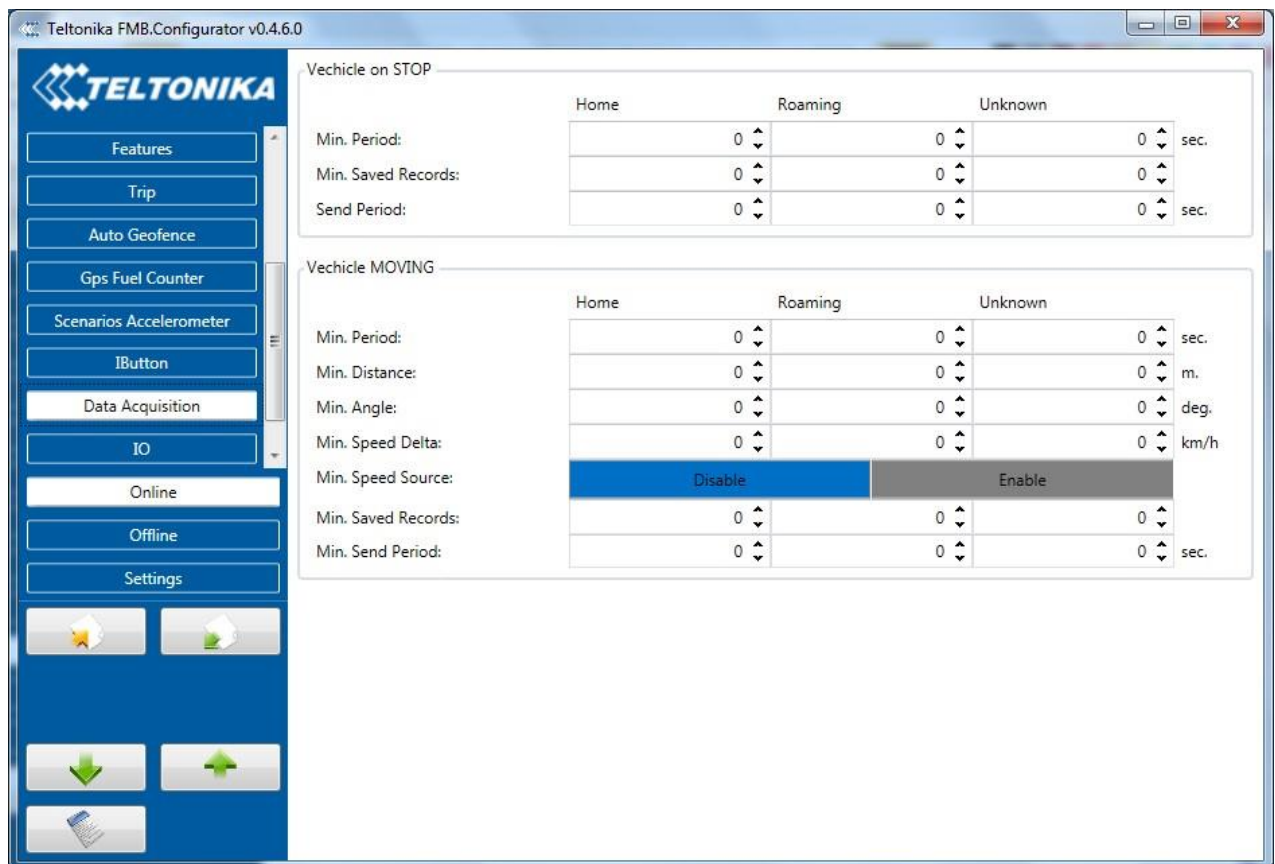 Teltonika FMB.Configurator v0.4.6.0
TELTONIKA
Features
Trip
Auto Geofence
Gps Fuel Counter
Scenarios Accelerometer
IButton
Data Acquisition
IO
Online
Offline
Settings
Vechicle on STOP
Home Roaming Unknown
Min. Period: 0 0 0 sec.
Min. Saved Records: 0 0 0
Send Period: 0 0 0 sec.
Vechicle MOVING
Home Roaming Unknown
Min. Period: 0 0 0 sec.
Min. Distance: 0 0 0 m.
Min. Angle: 0 0 0 deg.
Min. Speed Delta: 0 0 0 km/h
Min. Speed Source: Disable Enable
Min. Saved Records: 0 0 0
Min. Send Period: 0 0 0 sec.